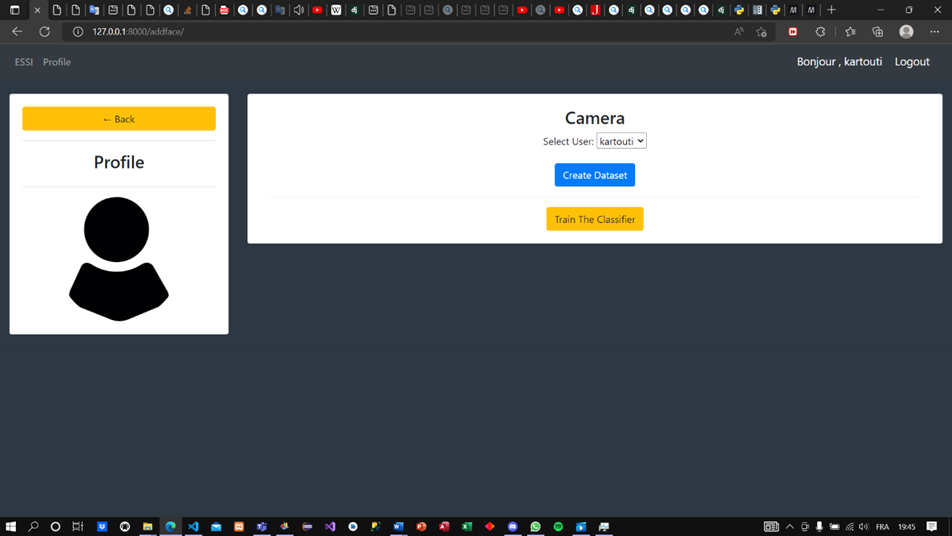 127.0.0.1:8000/addface/
ESSI Profile
Bonjour , kartouti Logout
← Back
Profile
Camera
Select User: kartouti
Create Dataset
Train The Classifier
FRA 19:45